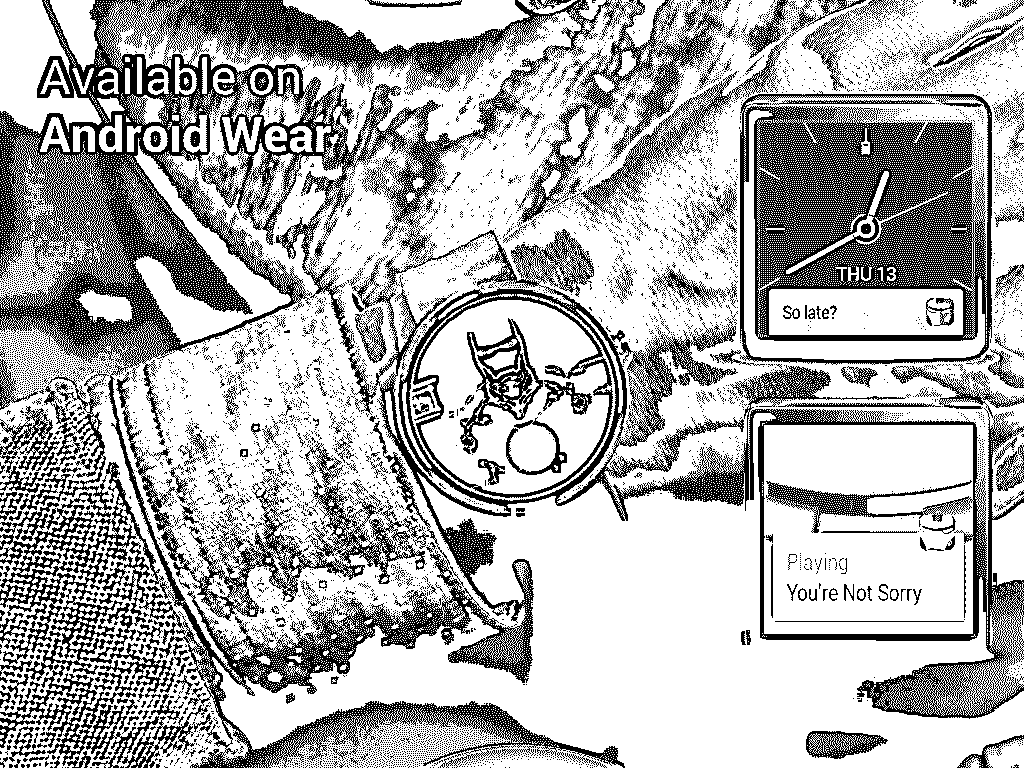 Available on
Android Wear
THU 13
So late?
Playing
You're Not Sorry